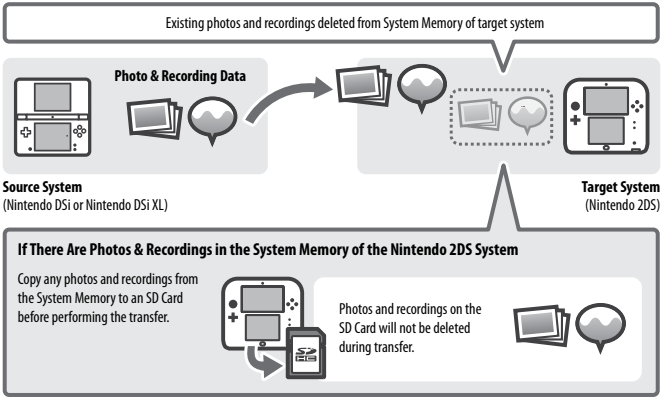 Existing photos and recordings deleted from System Memory of target system
Photo & Recording Data
Source System
(Nintendo DSi or Nintendo DSi XL)
Target System
(Nintendo 2DS)
If There Are Photos & Recordings in the System Memory of the Nintendo 2DS System
Copy any photos and recordings from
the System Memory to an SD Card
before performing the transfer.
SD
HC
Photos and recordings on the
SD Card will not be deleted
during transfer.